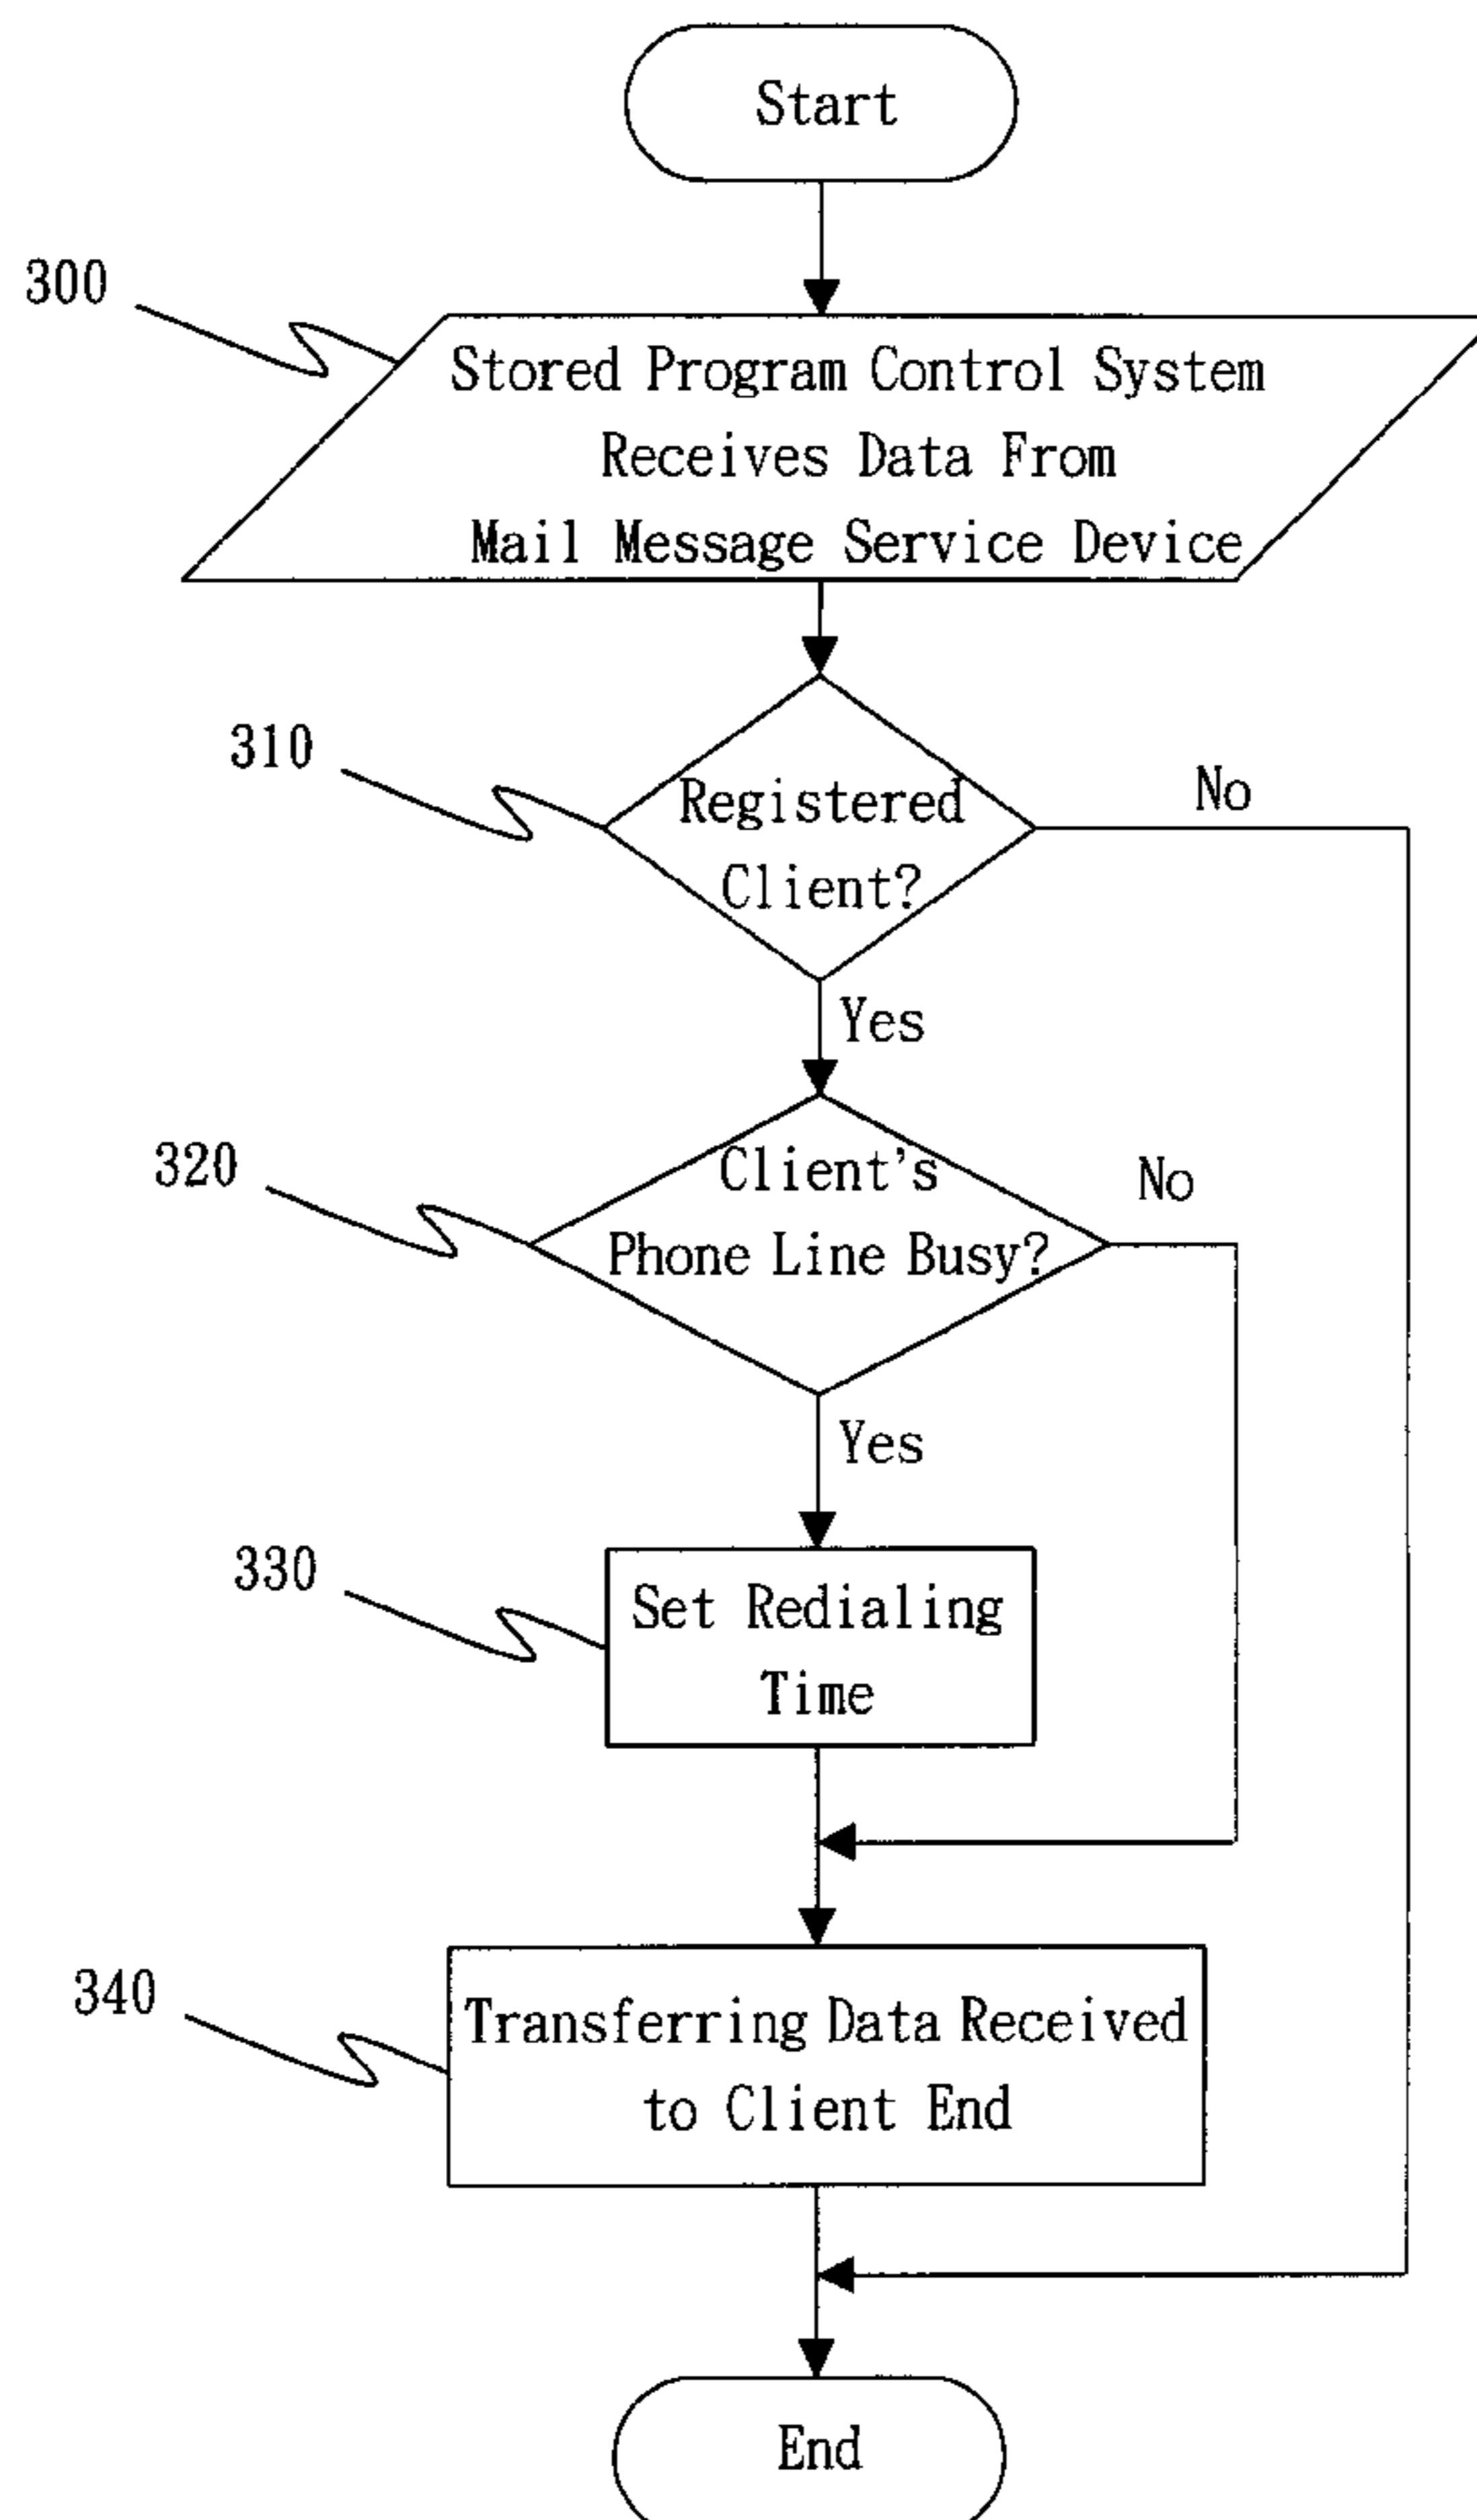 Start
300
Stored Program Control System
Receives Data From
Mail Message Service Device
310
Registered
Client?
No
Yes
320
Client's
Phone Line Busy?
No
Yes
330
Set Redialing
Time
340
Transferring Data Received
to Client End
End